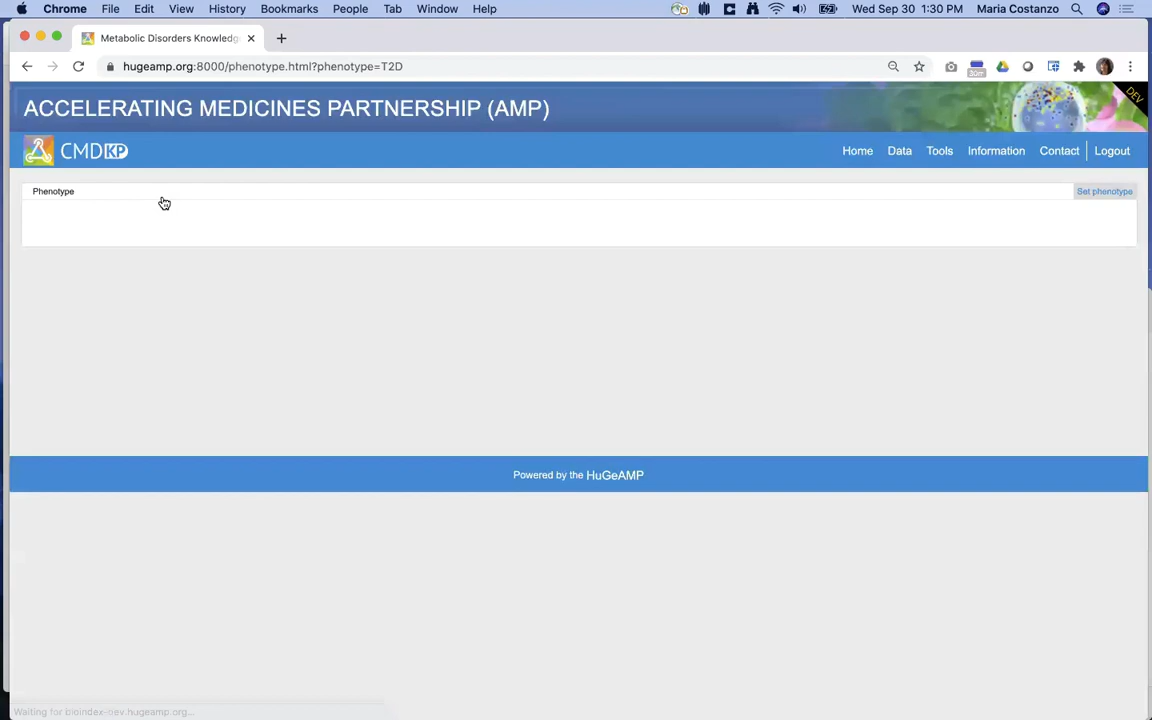 Chrome File Edit View History Bookmarks People Tab Window Help Wed Sep 30 1:30 PM Maria Costanzo
Metabolic Disorders Knowledg
hugeamp.org:8000/phenotype.html?phenotype=T2D
30m
DEV
ACCELERATING MEDICINES PARTNERSHIP (AMP)
CMDKP Home Data Tools Information Contact Logout
Phenotype Set phenotype
Powered by the HuGeAMP
Waiting for bioindex-dev.hugeamp.org...